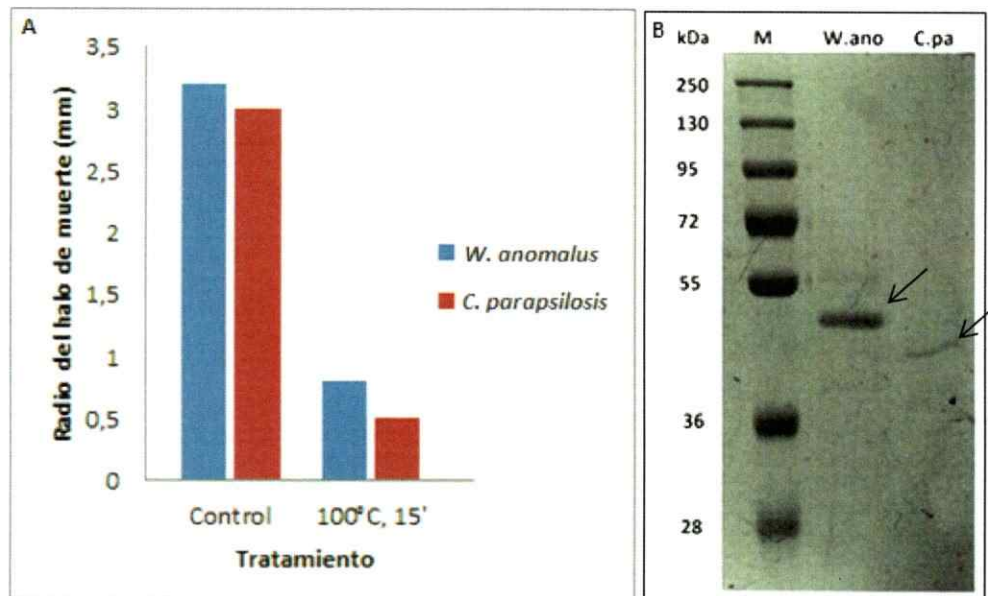 A
3,5
3
2,5
2
1,5
1
0,5
0
Radio del halo de muerte (mm)
Control
100ªC, 15'
Tratamiento
W. anomalus
C. parapsilosis
B kDa M W.ano C.pa
250
130
95
72
55
36
28